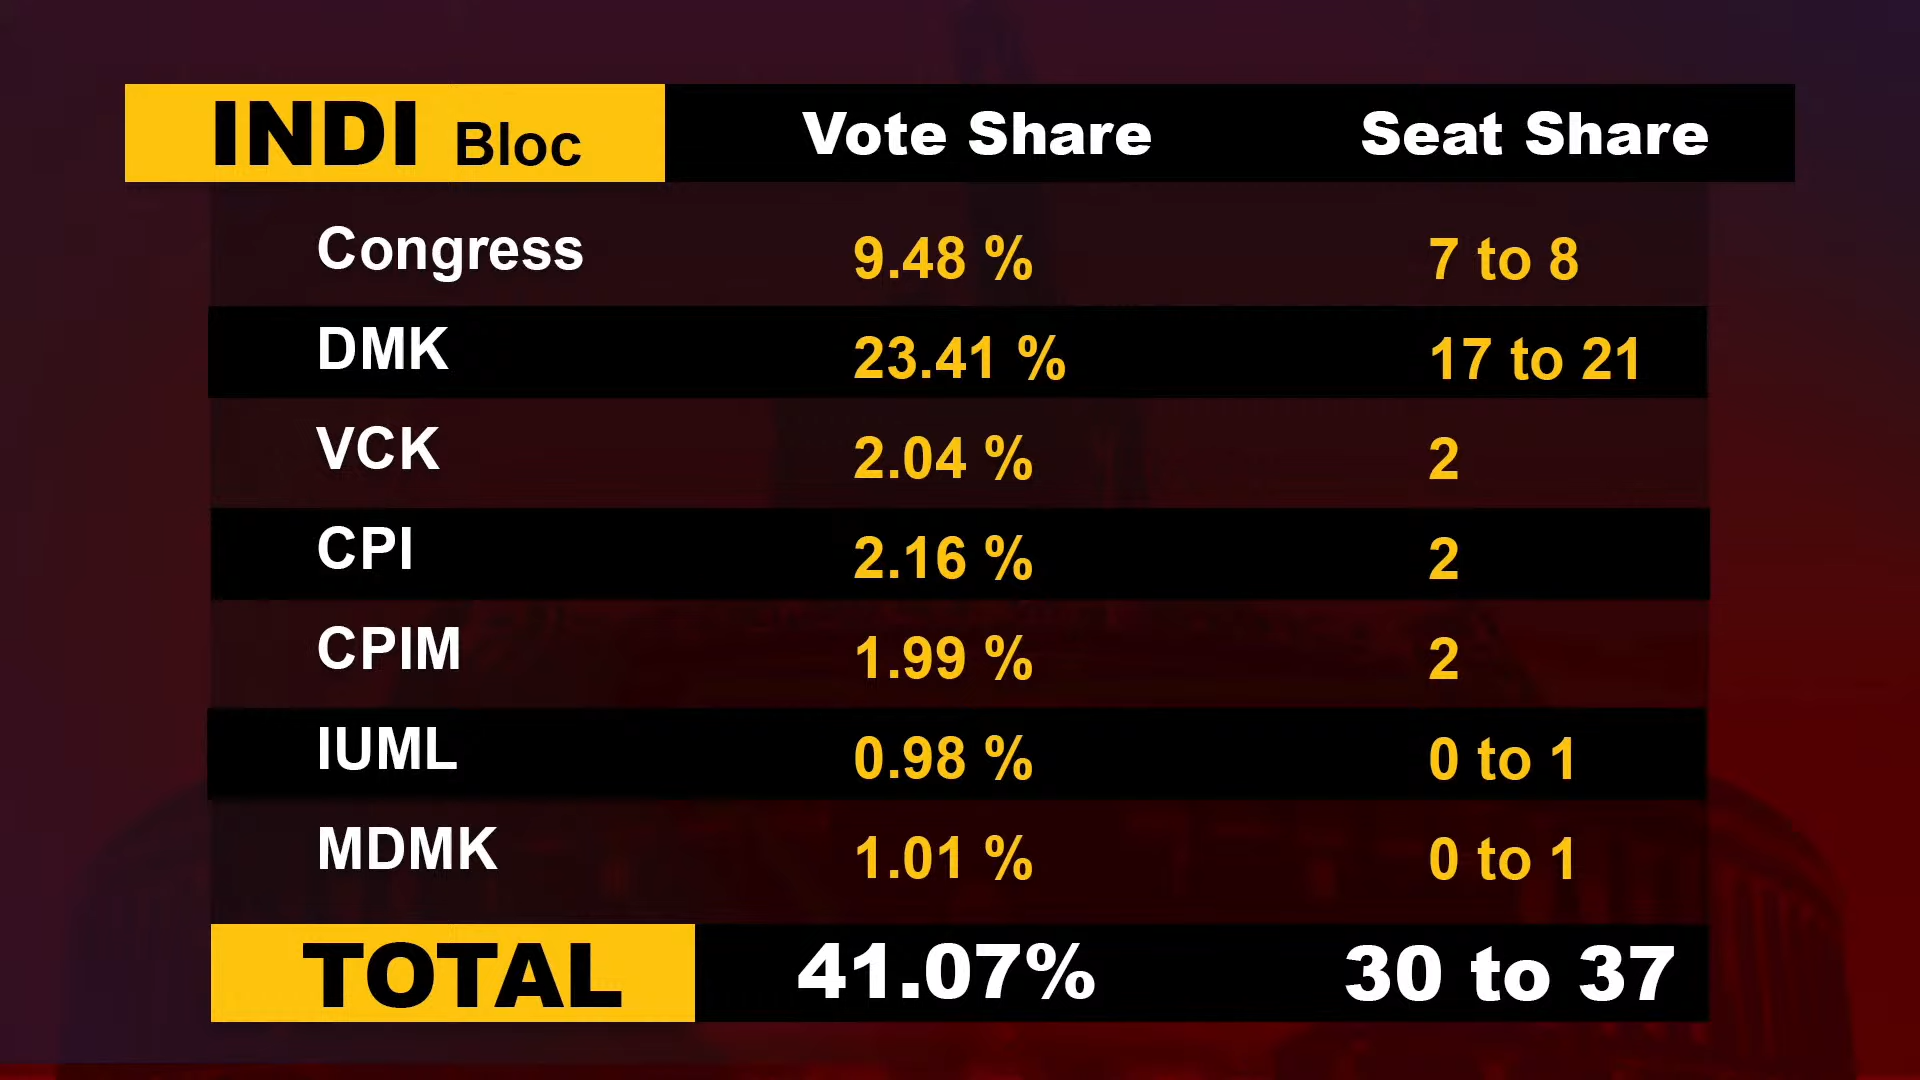 INDI Bloc Vote Share Seat Share
Congress 9.48 % 7 to 8
DMK 23.41 % 17 to 21
VCK 2.04 % 2
CPI 2.16 % 2
CPIM 1.99 % 2
IUML 0.98 % 0 to 1
MDMK 1.01 % 0 to 1
TOTAL 41.07% 30 to 37